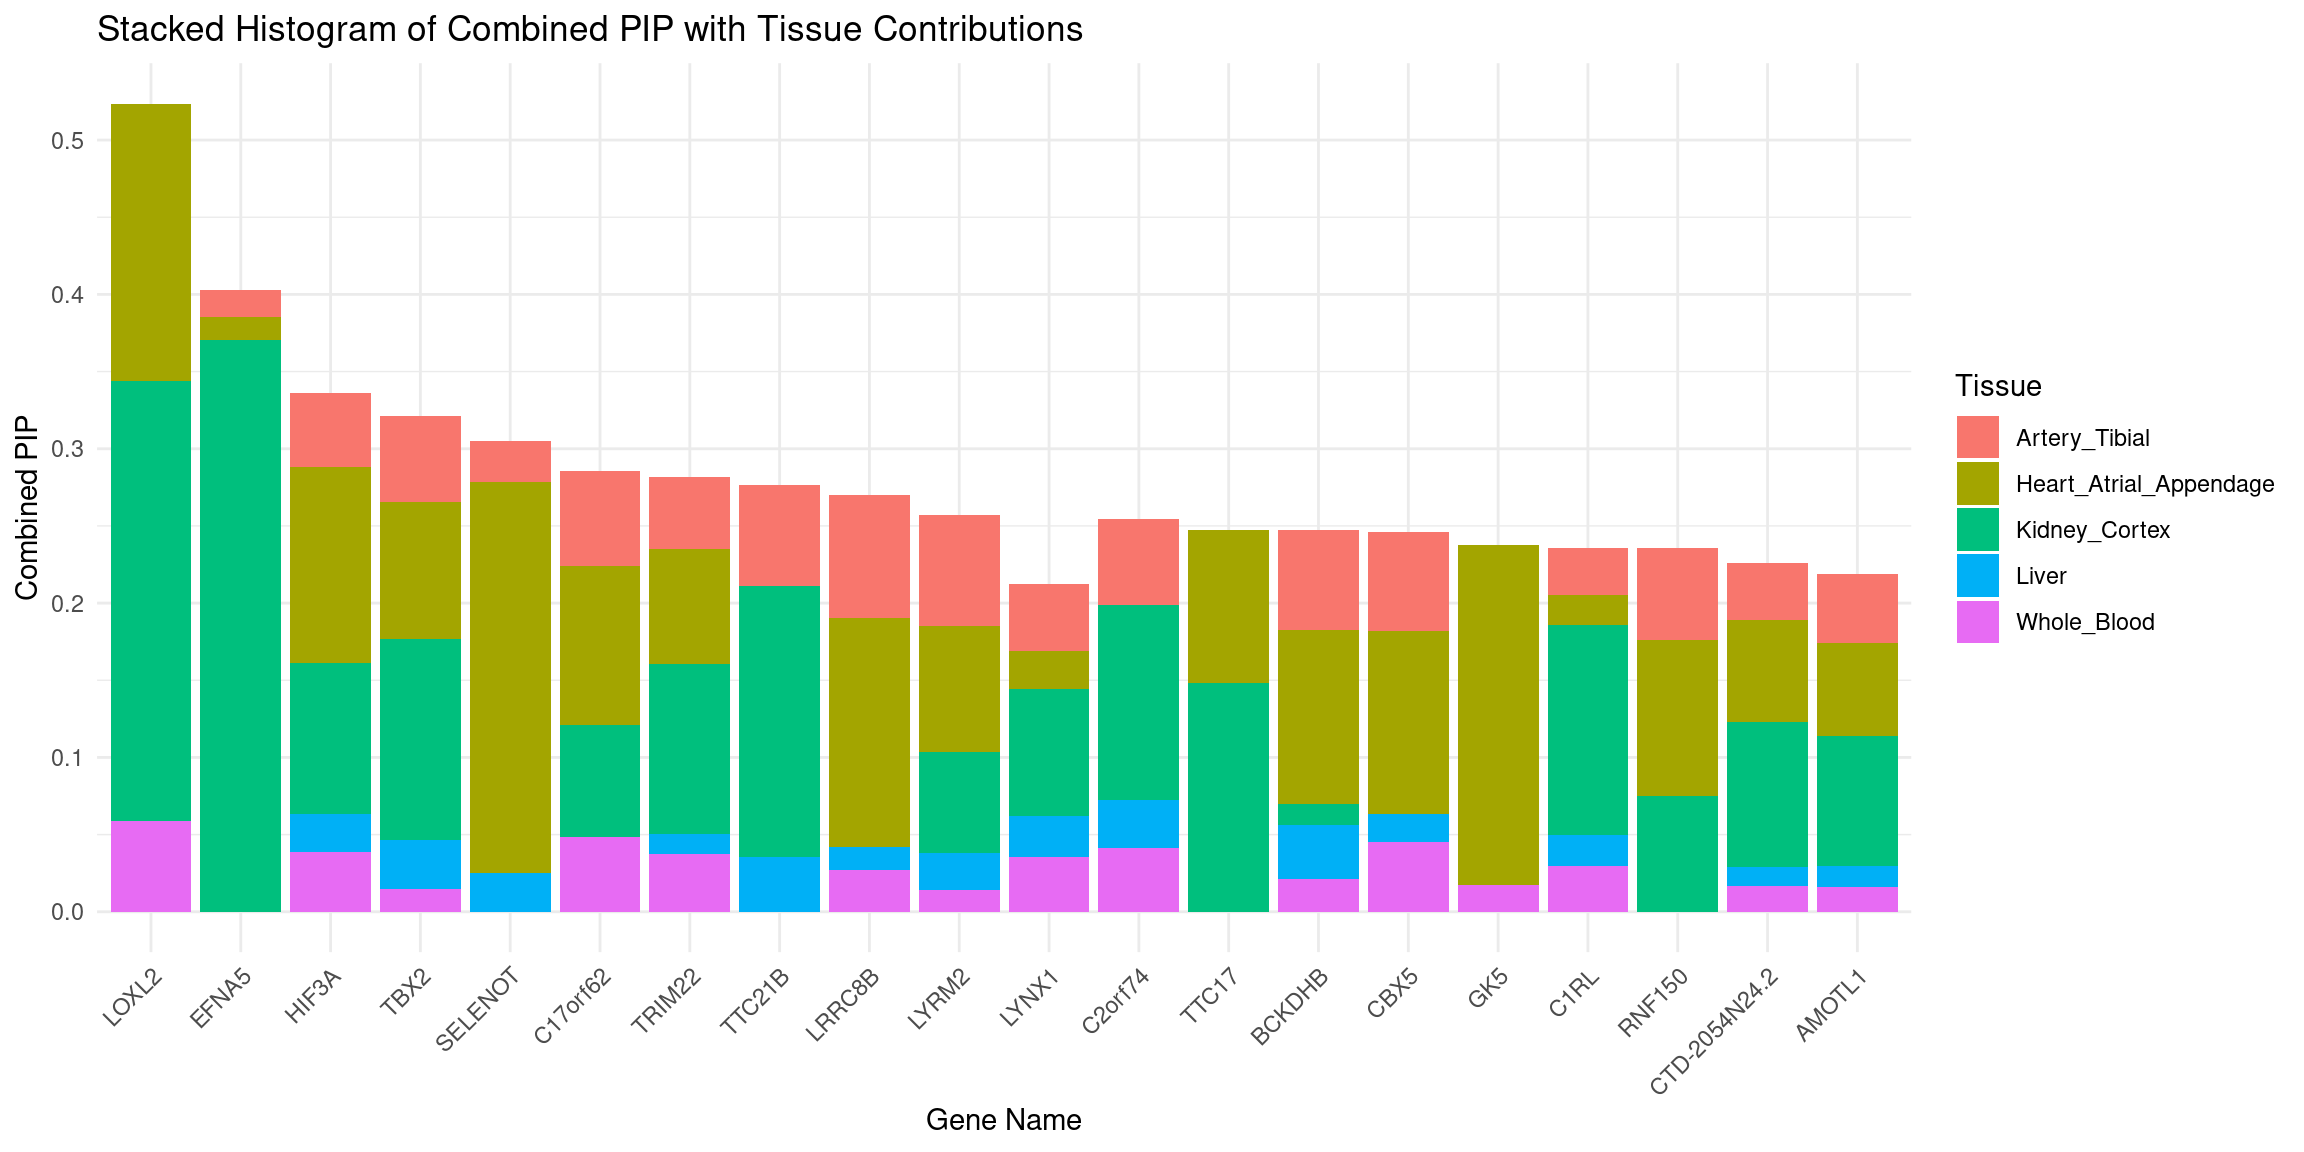 Stacked Histogram of Combined PIP with Tissue Contributions
Combined PIP
0.5
0.4
0.3
0.2
0.1
0.0
LOXL2
EFNA5
HIF3A
TBX2
SELENOT
C17orf62
TRIM22
TTC21B
LRRC8B
LYRM2
LYNX1
C2orf74
TTC17
BCKDHB
CBX5
GK5
C1RL
RNF150
CTD-2054N24.2
AMOTL1
Gene Name
Tissue
Artery_Tibial
Heart_Atrial_Appendage
Kidney_Cortex
Liver
Whole_Blood